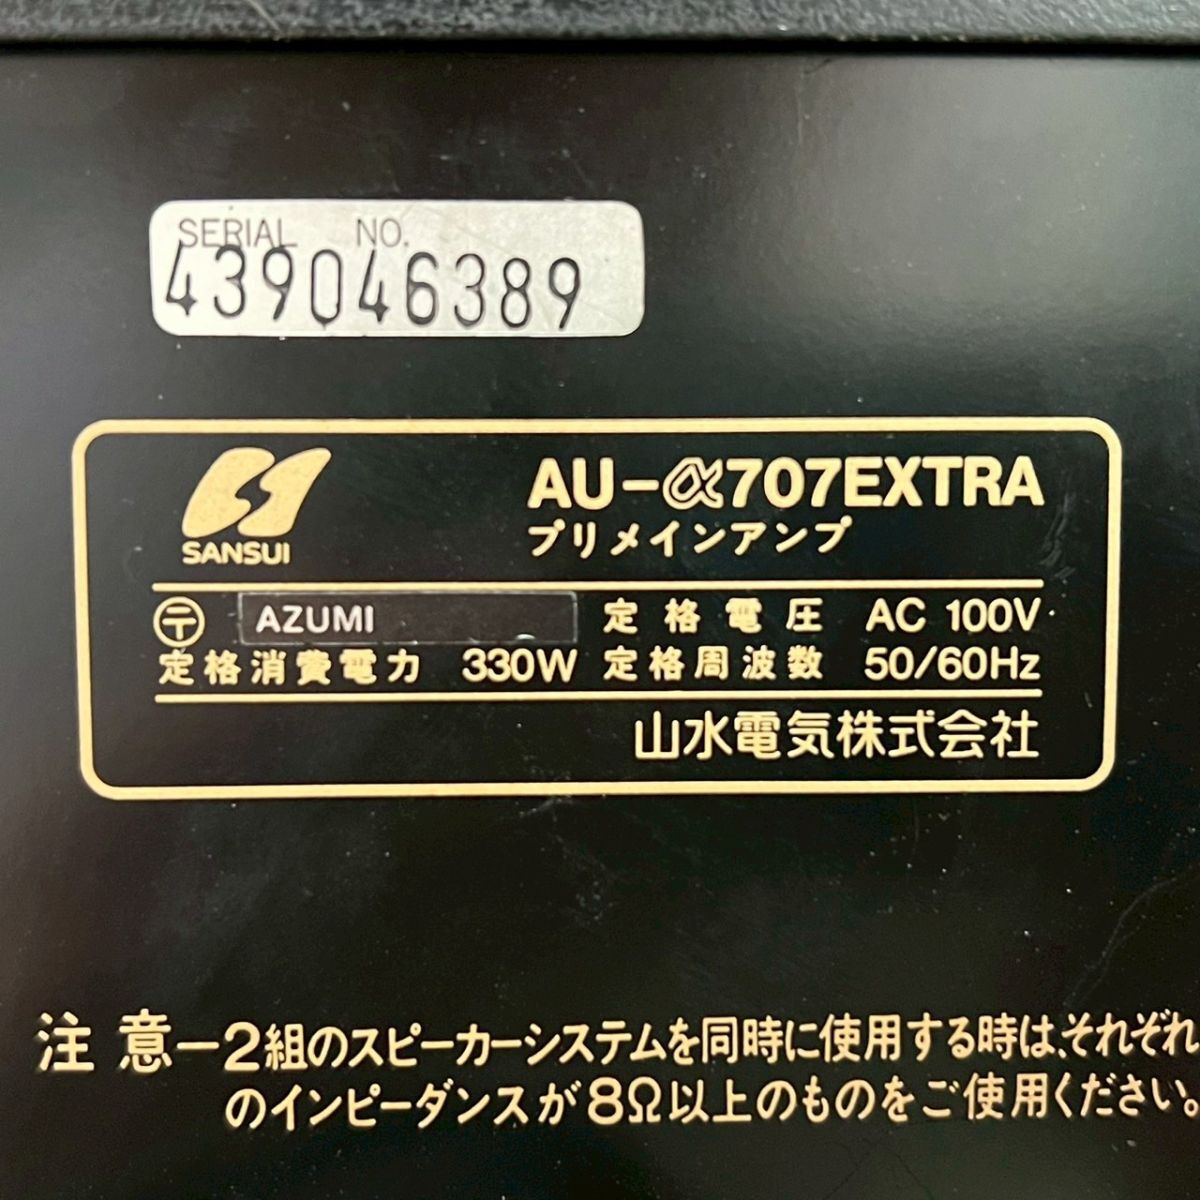 SERIAL NO.
439046389
SANSUI
AU-α707EXTRA
プリメインアンプ
〶 AZUMI 定格電圧 AC 100V
定格消費電力 330W 定格周波数 50/60Hz
山水電気株式会社
注意－2組のスピーカーシステムを同時に使用する時は、それぞれ
のインピーダンスが8Ω以上のものをご使用ください。